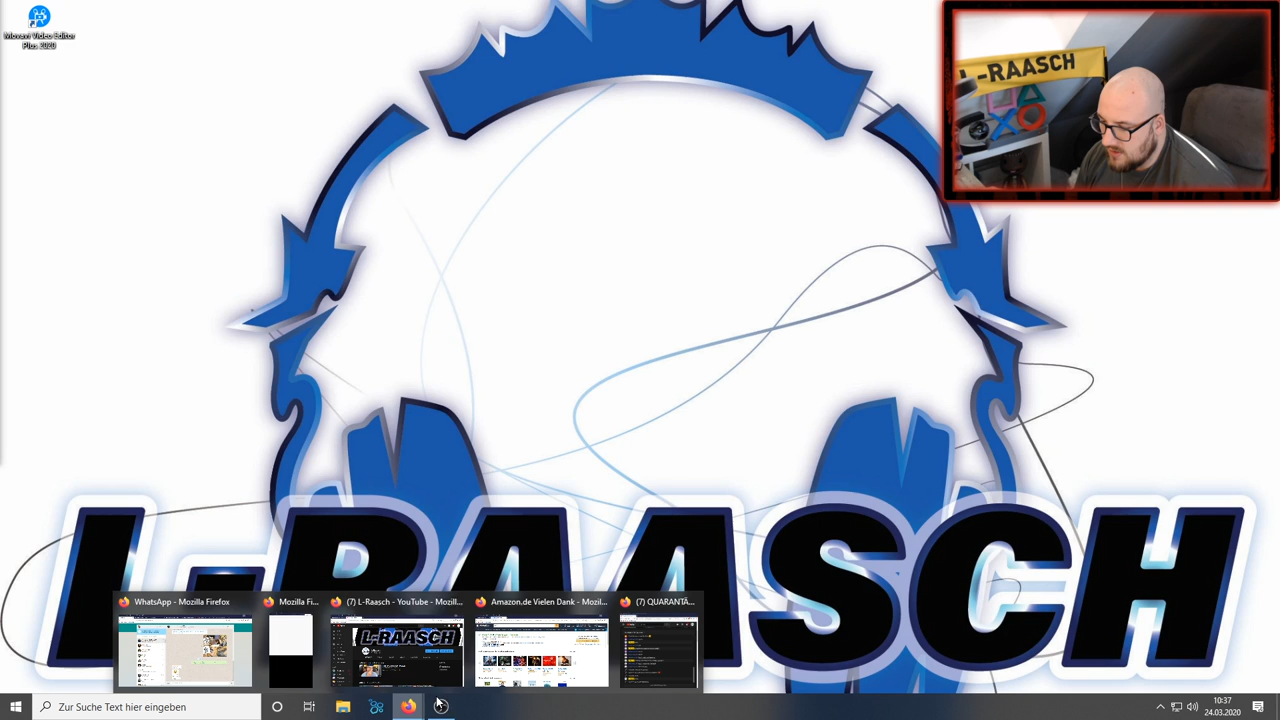 Movavi Video Editor
Plus 2020
L-RAASCH
L-RAASCH
WhatsApp - Mozilla Firefox
Mozilla Fi...
(7) L-Raasch - YouTube - Mozill...
Amazon.de Vielen Dank - Mozil...
(7) QUARANTÄ...
L-RAASCH
Zur Suche Text hier eingeben
10:37
24.03.2020